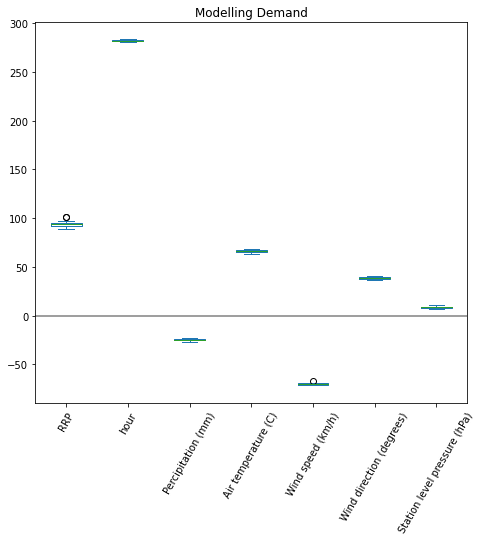 Modelling Demand
300
250
200
150
100
50
0
−50
RRP
hour
Percipitation (mm)
Air temperature (C)
Wind speed (km/h)
Wind direction (degrees)
Station level pressure (hPa)